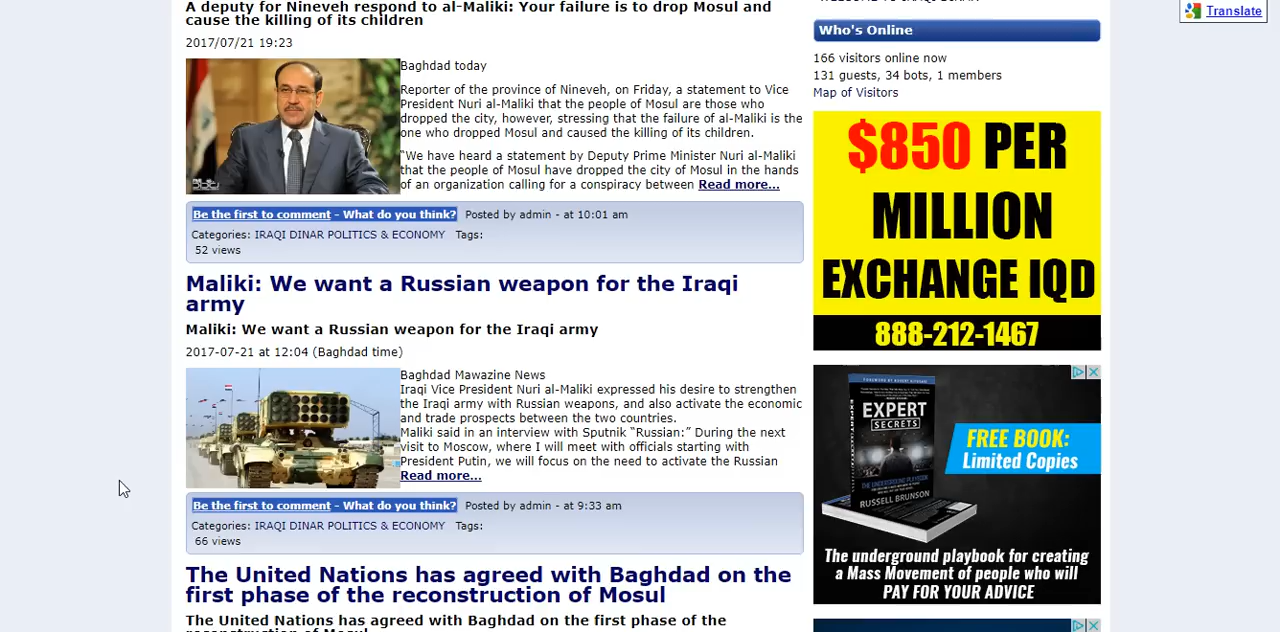 A deputy for Nineveh respond to al-Maliki: Your failure is to drop Mosul and
cause the killing of its children
2017/07/21 19:23
Baghdad today
Reporter of the province of Nineveh, on Friday, a statement to Vice
President Nuri al-Maliki that the people of Mosul are those who
dropped the city, however, stressing that the failure of al-Maliki is the
one who dropped Mosul and caused the killing of its children.
“We have heard a statement by Deputy Prime Minister Nuri al-Maliki
that the people of Mosul have dropped the city of Mosul in the hands
of an organization calling for a conspiracy between Read more...
Be the first to comment - What do you think? Posted by admin - at 10:01 am
Categories: IRAQI DINAR POLITICS & ECONOMY Tags:
52 views
Maliki: We want a Russian weapon for the Iraqi
army
Maliki: We want a Russian weapon for the Iraqi army
2017-07-21 at 12:04 (Baghdad time)
Baghdad Mawazine News
Iraqi Vice President Nuri al-Maliki expressed his desire to strengthen
the Iraqi army with Russian weapons, and also activate the economic
and trade prospects between the two countries.
Maliki said in an interview with Sputnik “Russian:” During the next
visit to Moscow, where I will meet with officials starting with
President Putin, we will focus on the need to activate the Russian
Read more...
Be the first to comment - What do you think? Posted by admin - at 9:33 am
Categories: IRAQI DINAR POLITICS & ECONOMY Tags:
66 views
The United Nations has agreed with Baghdad on the
first phase of the reconstruction of Mosul
The United Nations has agreed with Baghdad on the first phase of the
reconstruction of Mosul
Translate
Who's Online
166 visitors online now
131 guests, 34 bots, 1 members
Map of Visitors
$850 PER
MILLION
EXCHANGE IQD
888-212-1467
EXPERT
SECRETS
THE UNDERGROUND PLAYBOOK
RUSSELL BRUNSON
FREE BOOK:
Limited Copies
The underground playbook for creating
a Mass Movement of people who will
PAY FOR YOUR ADVICE